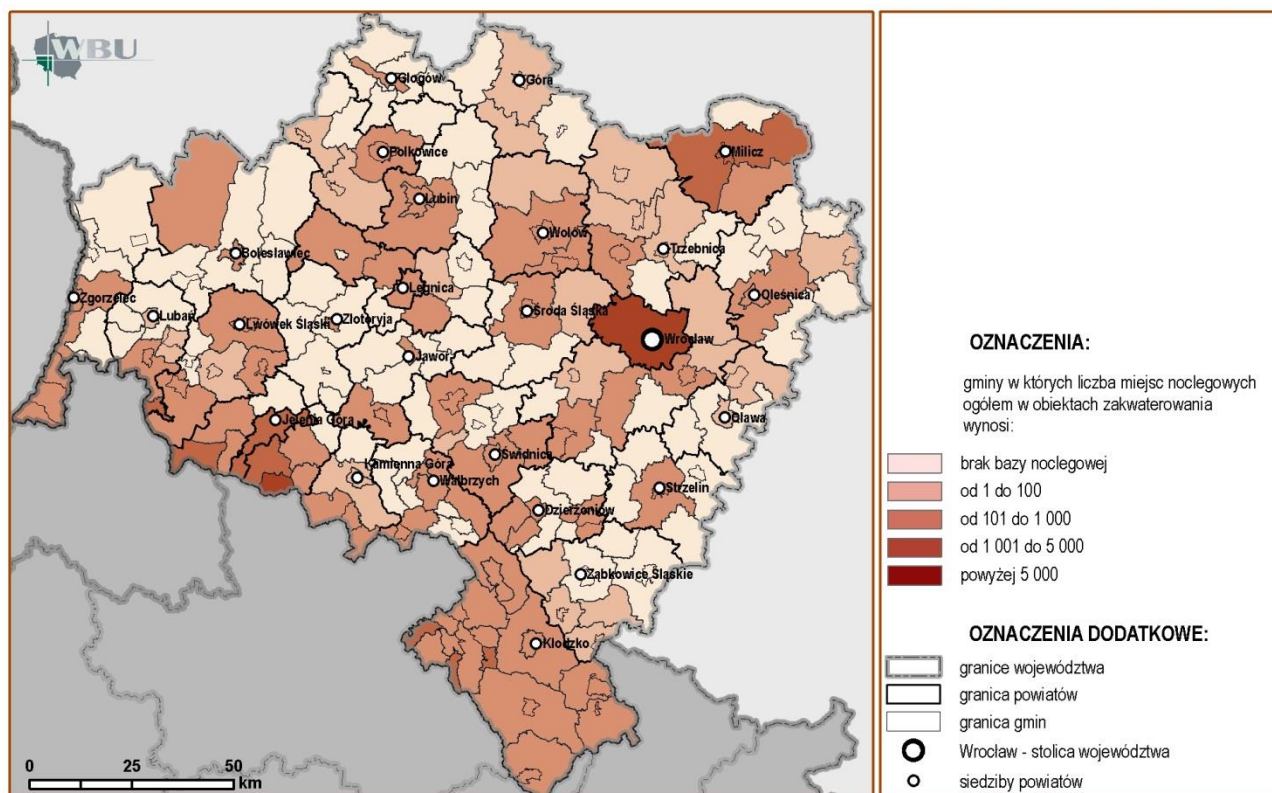 WBU
Głogów
Góra
Polkowice
Milicz
Lubin
Wołów
Trzebnica
Bolesławiec
Zgorzelec
Legnica
Oleśnica
Lubań
Lwówek Śląski
Złotoryja
Środa Śląska
Wrocław
Jawor
Jelenia Góra
Oława
Kamienna Góra
Świdnica
Wałbrzych
Strzelin
Dzierżoniów
Ząbkowice Śląskie
Kłodzko
0 25 50
km
OZNACZENIA:
gminy w których liczba miejsc noclegowych
ogółem w obiektach zakwaterowania
wynosi:
brak bazy noclegowej
od 1 do 100
od 101 do 1 000
od 1 001 do 5 000
powyżej 5 000
OZNACZENIA DODATKOWE:
granice województwa
granica powiatów
granica gmin
Wrocław - stolica województwa
siedziby powiatów